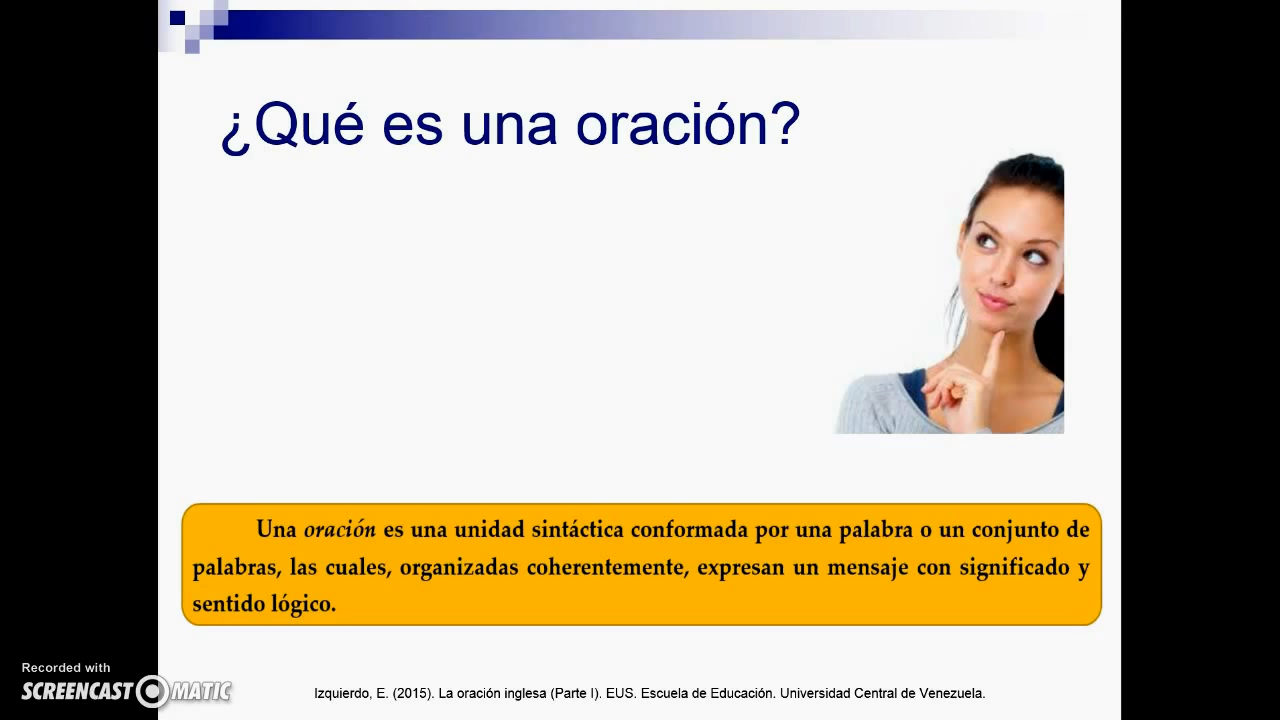 ¿Qué es una oración?
Una oración es una unidad sintáctica conformada por una palabra o un conjunto de
palabras, las cuales, organizadas coherentemente, expresan un mensaje con significado y
sentido lógico.
Recorded with
SCREENCAST MATIC
Izquierdo, E. (2015). La oración inglesa (Parte I). EUS. Escuela de Educación. Universidad Central de Venezuela.